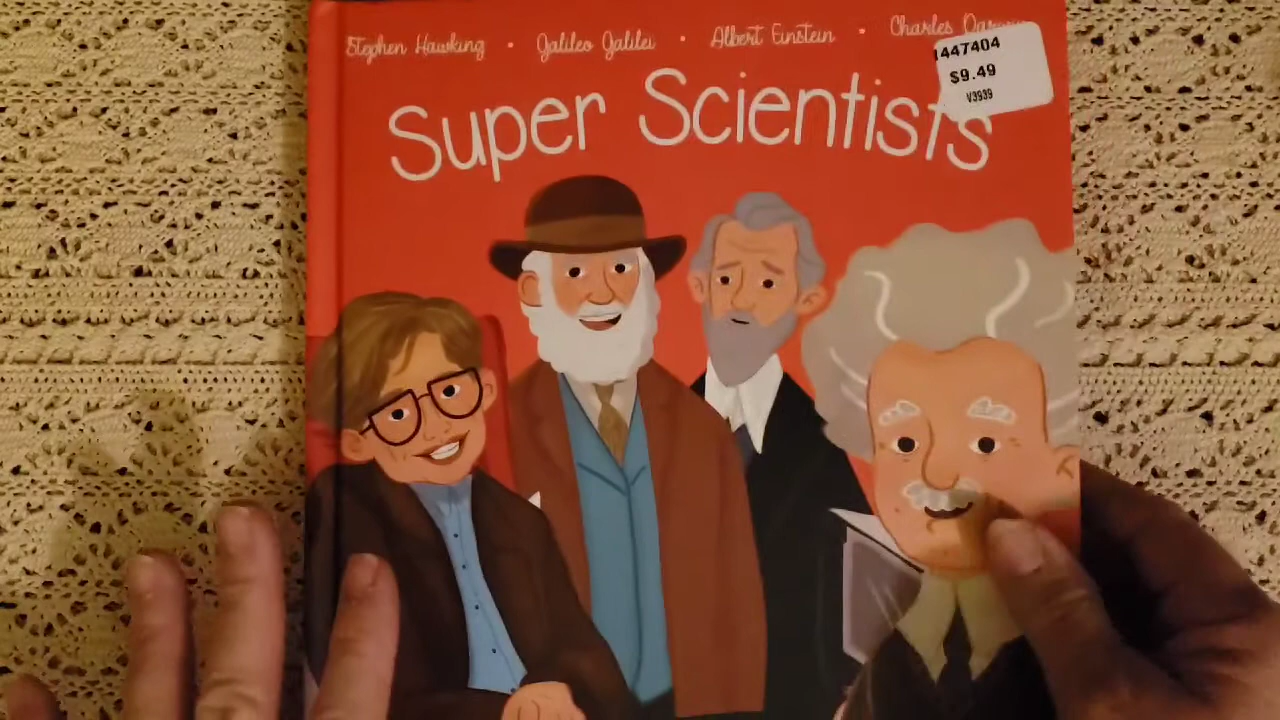 Stephen Hawking • Galileo Galilei • Albert Einstein • Charles
Super Scientists
1447404
$9.49
V3939